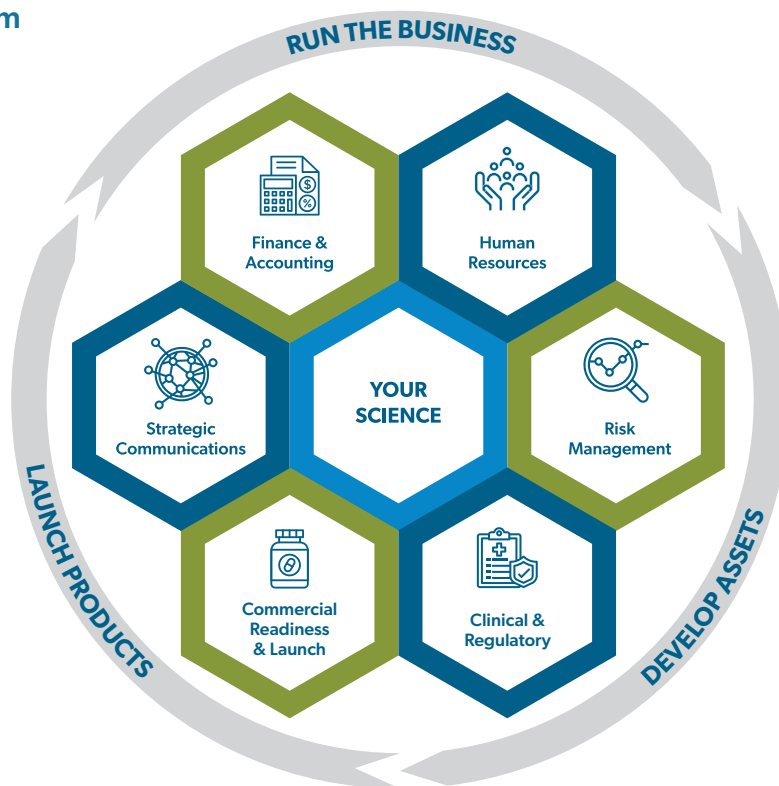 m
RUN THE BUSINESS
Finance &
Accounting
$
%
Human
Resources
Strategic
Communications
YOUR
SCIENCE
Risk
Management
Commercial
Readiness
& Launch
Clinical &
Regulatory
LAUNCH PRODUCTS
DEVELOP ASSETS